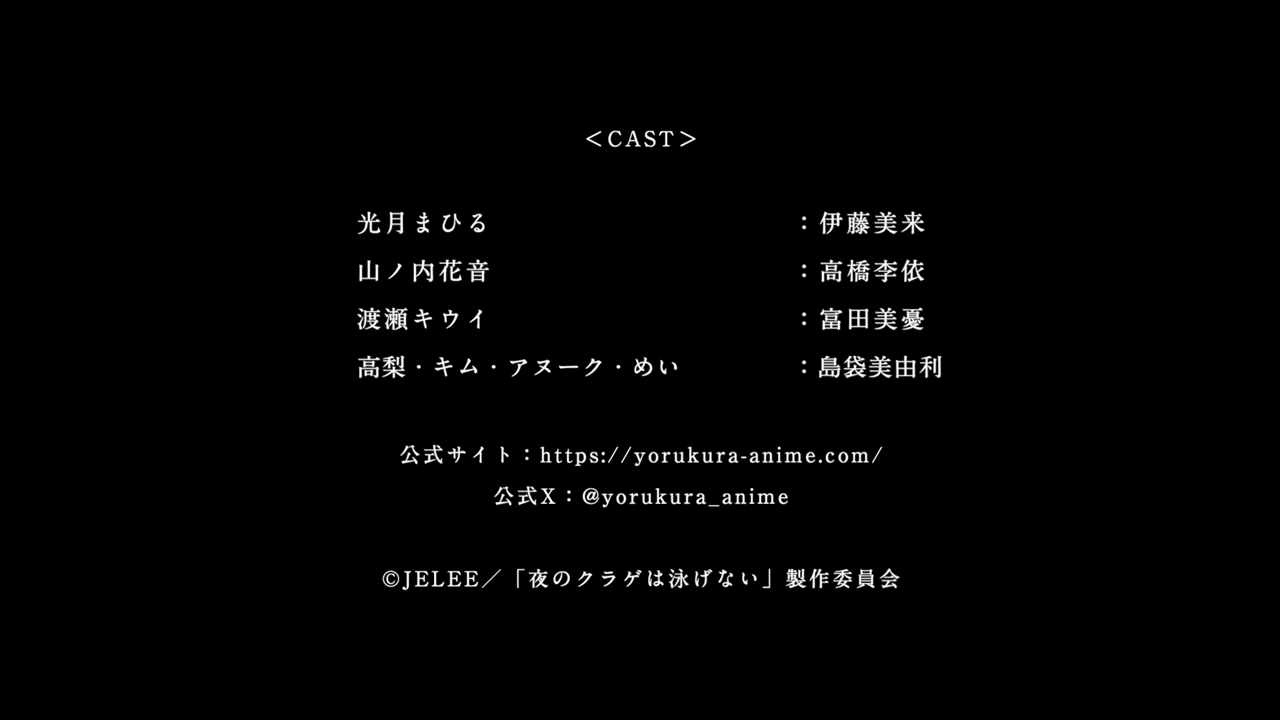 ＜CAST＞
光月まひる：伊藤美来
山ノ内花音：高橋李依
渡瀬キウイ：富田美憂
高梨・キム・アヌーク・めい：島袋美由利
公式サイト：https://yorukura-anime.com/
公式X：@yorukura_anime
©JELEE／「夜のクラゲは泳げない」製作委員会